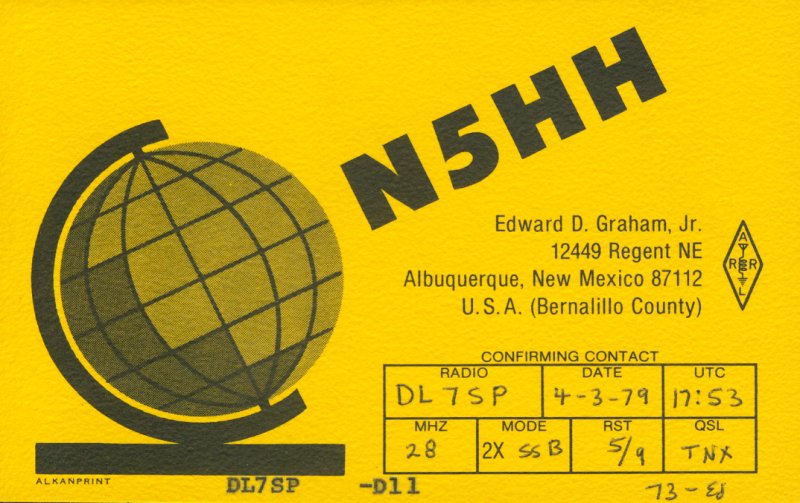 N5HH
Edward D. Graham, Jr.
12449 Regent NE
Albuquerque, New Mexico 87112
U.S.A. (Bernalillo County)
A
R R
L
CONFIRMING CONTACT
RADIO DATE UTC
DL7SP 4-3-79 17:53
MHZ MODE RST QSL
28 2X SSB 5/9 TNX
ALKANPRINT
DL7SP -D11
73 - Ed